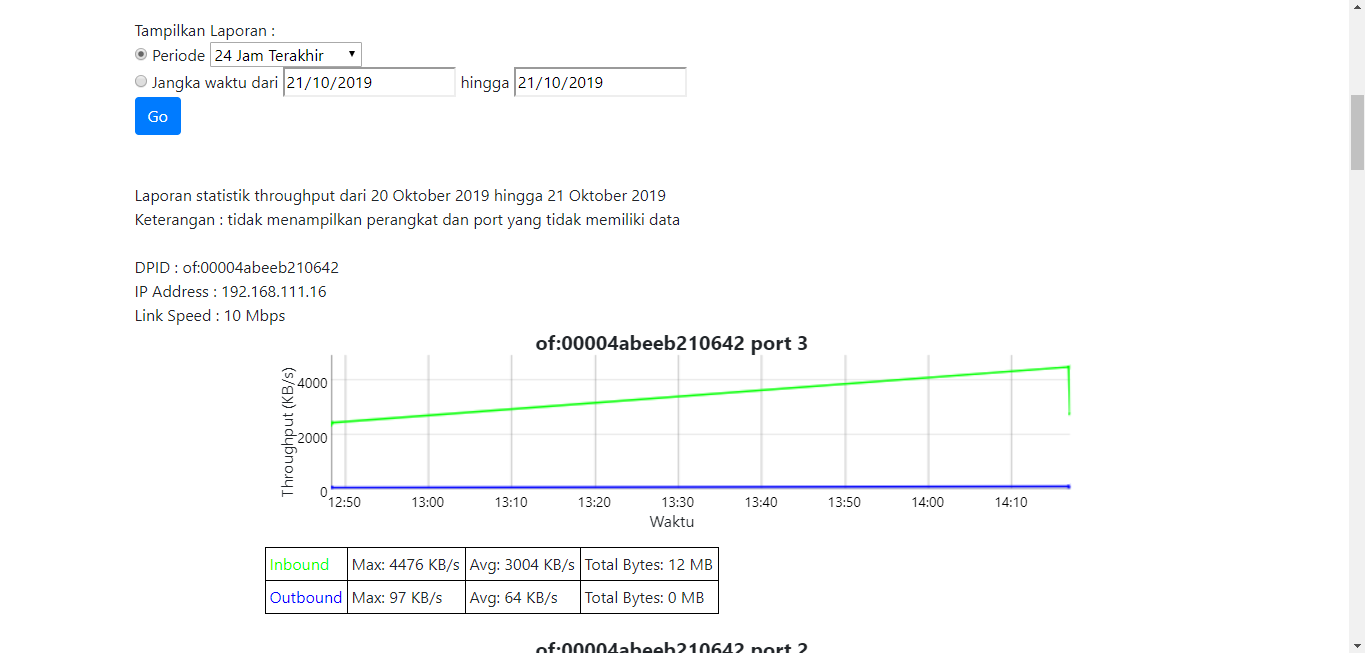 Tampilkan Laporan :
Periode 24 Jam Terakhir
Jangka waktu dari 21/10/2019 hingga 21/10/2019
Go
Laporan statistik throughput dari 20 Oktober 2019 hingga 21 Oktober 2019
Keterangan : tidak menampilkan perangkat dan port yang tidak memiliki data
DPID : of:00004abeeb210642
IP Address : 192.168.111.16
Link Speed : 10 Mbps
of:00004abeeb210642 port 3
Throughput (KB/s)
4000
2000
0
12:50 13:00 13:10 13:20 13:30 13:40 13:50 14:00 14:10
Waktu
Inbound Max: 4476 KB/s Avg: 3004 KB/s Total Bytes: 12 MB
Outbound Max: 97 KB/s Avg: 64 KB/s Total Bytes: 0 MB
of:00004abeeb210642 port 2